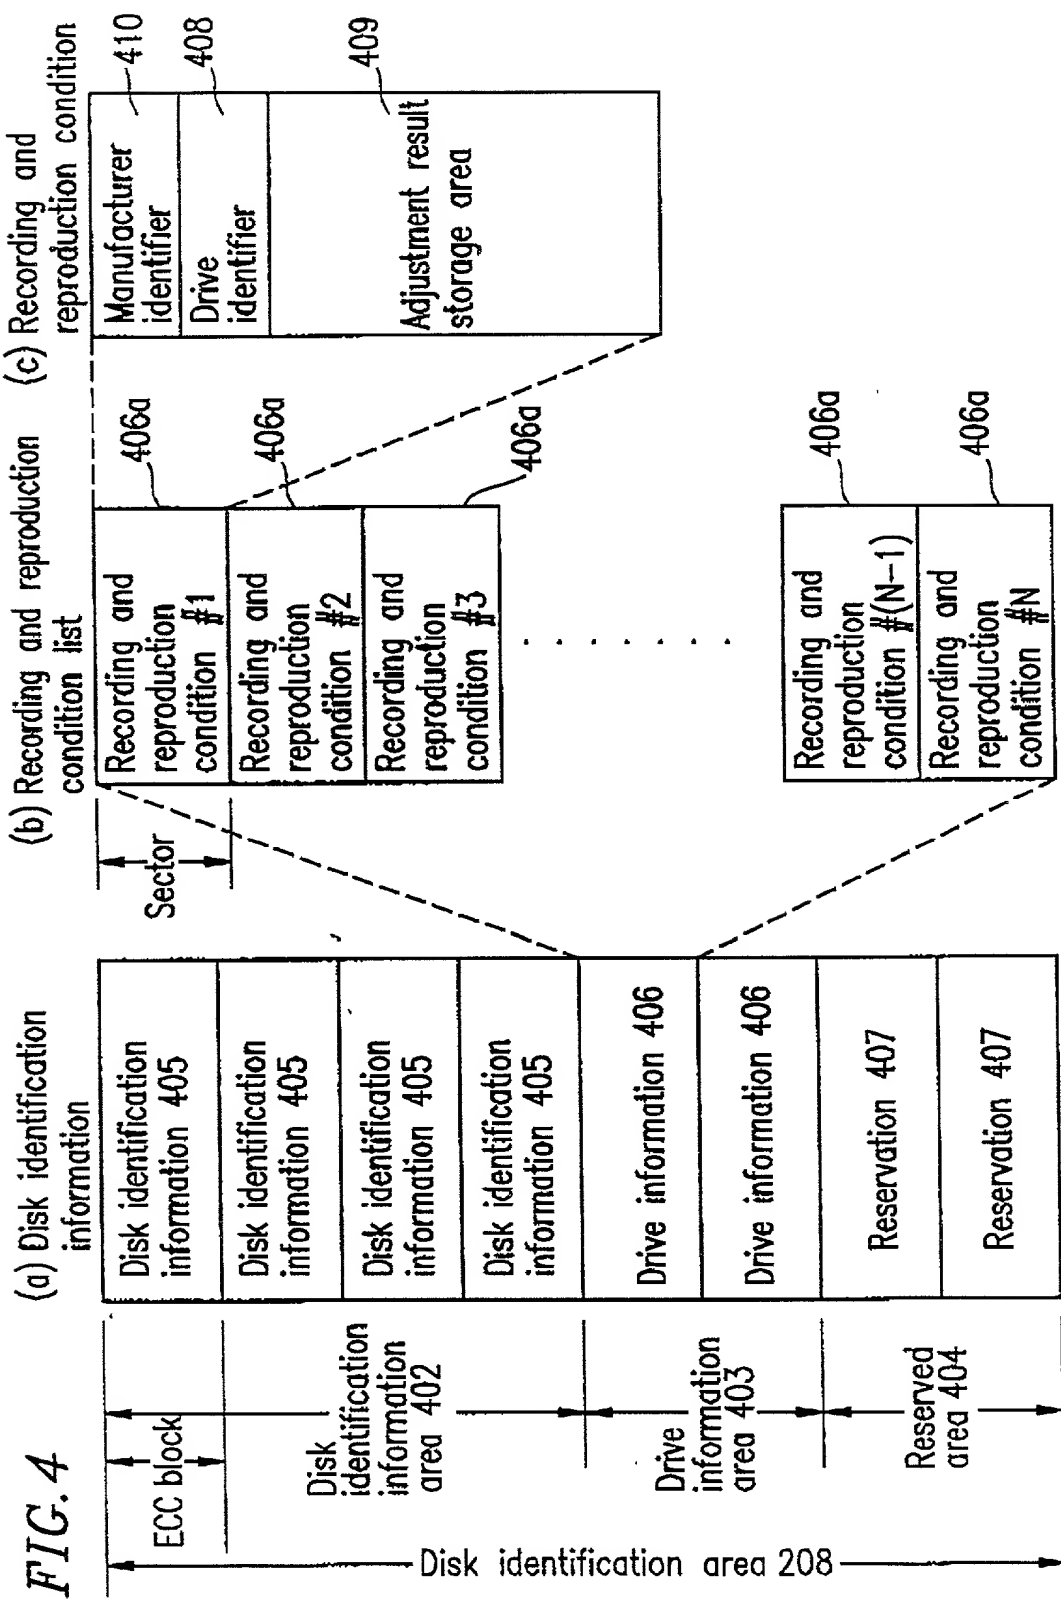 FIG. 4
(a) Disk identification
information
ECC block
Disk
identification
information
area 402
Drive
information
area 403
Reserved
area 404
Disk identification area 208
Disk identification
information 405
Disk identification
information 405
Disk identification
information 405
Disk identification
information 405
Drive information 406
Drive information 406
Reservation 407
Reservation 407
(b) Recording and reproduction
condition list
Sector
Recording and
reproduction
condition #1
406a
Recording and
reproduction
condition #2
406a
Recording and
reproduction
condition #3
406a
Recording and
reproduction
condition #(N-1)
406a
Recording and
reproduction
condition #N
406a
(c) Recording and
reproduction condition
Manufacturer
identifier
410
Drive
identifier
408
Adjustment result
storage area
409